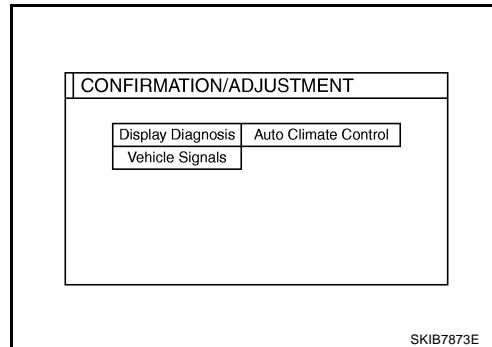 CONFIRMATION/ADJUSTMENT
Display Diagnosis Auto Climate Control
Vehicle Signals
SKIB7873E